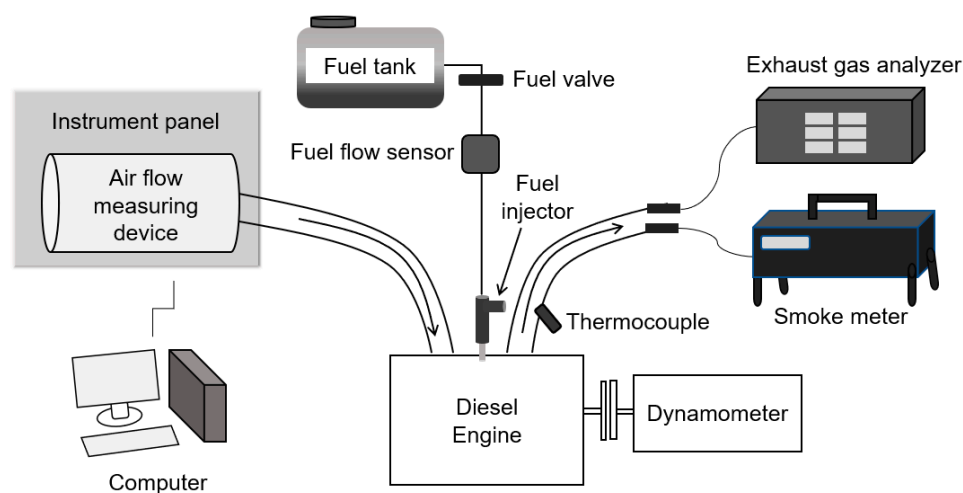 Fuel tank
Fuel valve
Exhaust gas analyzer
Instrument panel
Fuel flow sensor
Air flow
measuring
device
Fuel
injector
Thermocouple
Smoke meter
Diesel
Engine
Dynamometer
Computer